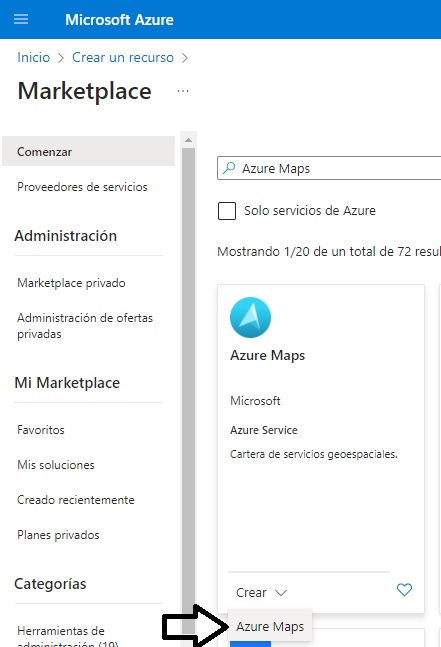 Microsoft Azure
Inicio > Crear un recurso >
Marketplace ...
Comenzar
Proveedores de servicios
Administración
Marketplace privado
Administración de ofertas
privadas
Mi Marketplace
Favoritos
Mis soluciones
Creado recientemente
Planes privados
Categorías
Herramientas de
administración (19)
Azure Maps
Solo servicios de Azure
Mostrando 1/20 de un total de 72 resul
Azure Maps
Microsoft
Azure Service
Cartera de servicios geoespaciales.
Crear
Azure Maps